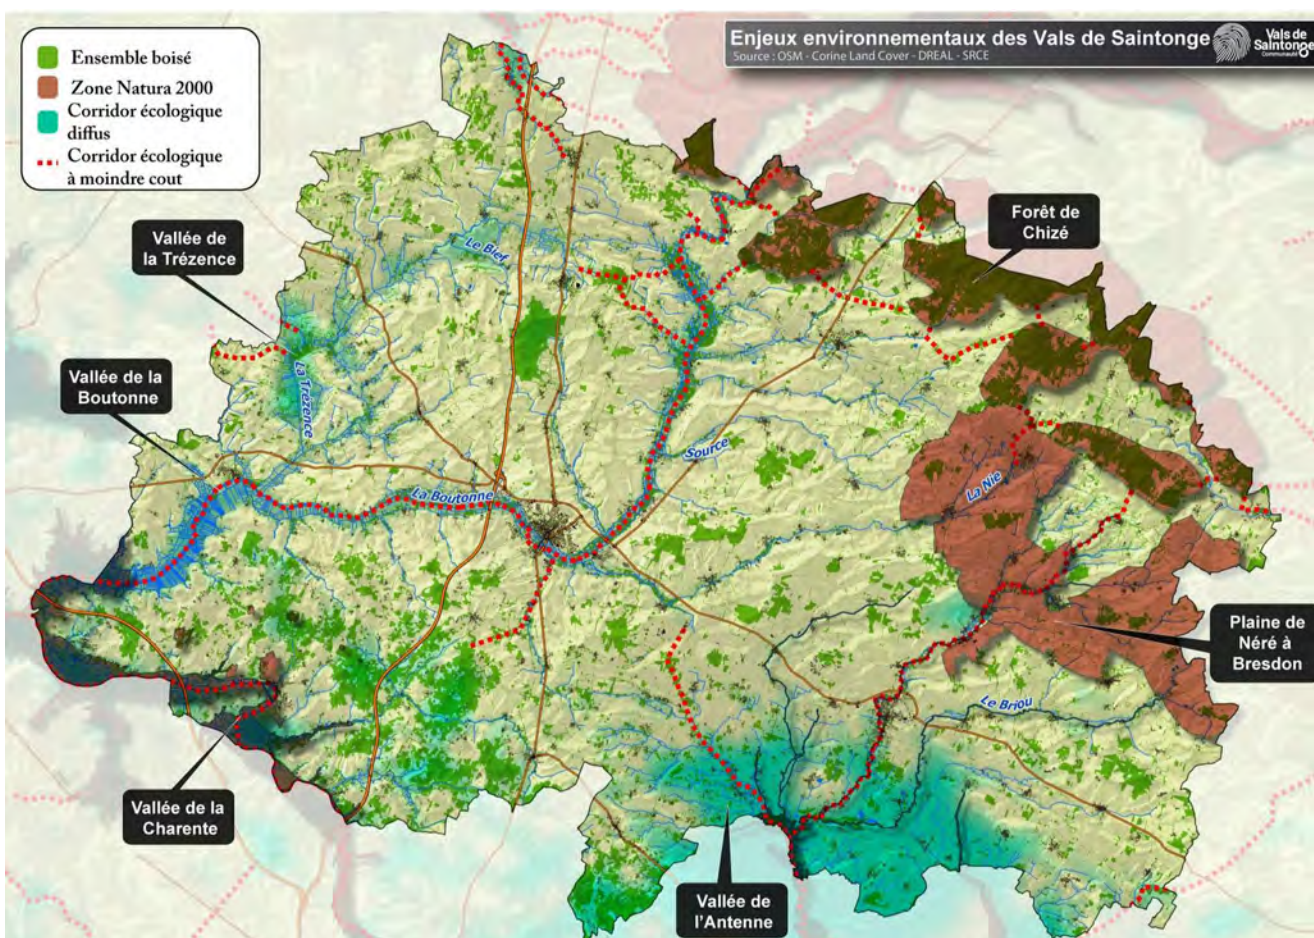 Enjeux environnementaux des Vals de Saintonge
Source : OSM - Corine Land Cover - DREAL - SRCE
Vals de
Saintonge
Communauté
Ensemble boisé
Zone Natura 2000
Corridor écologique
diffus
Corridor écologique
à moindre cout
Vallée de
la Trézence
Forêt de
Chizé
Le Bief
Vallée de la
Boutonne
La Trézence
Source
La Boutonne
La Nie
Plaine de
Néré à
Bresdon
Le Briou
Vallée de la
Charente
Vallée de
l'Antenne